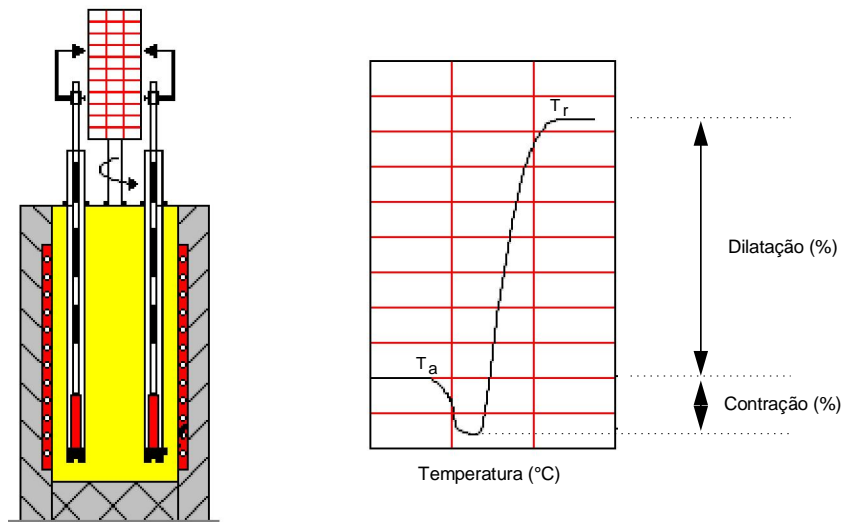 T_r
Dilatação (%)
T_a
Contração (%)
Temperatura (°C)